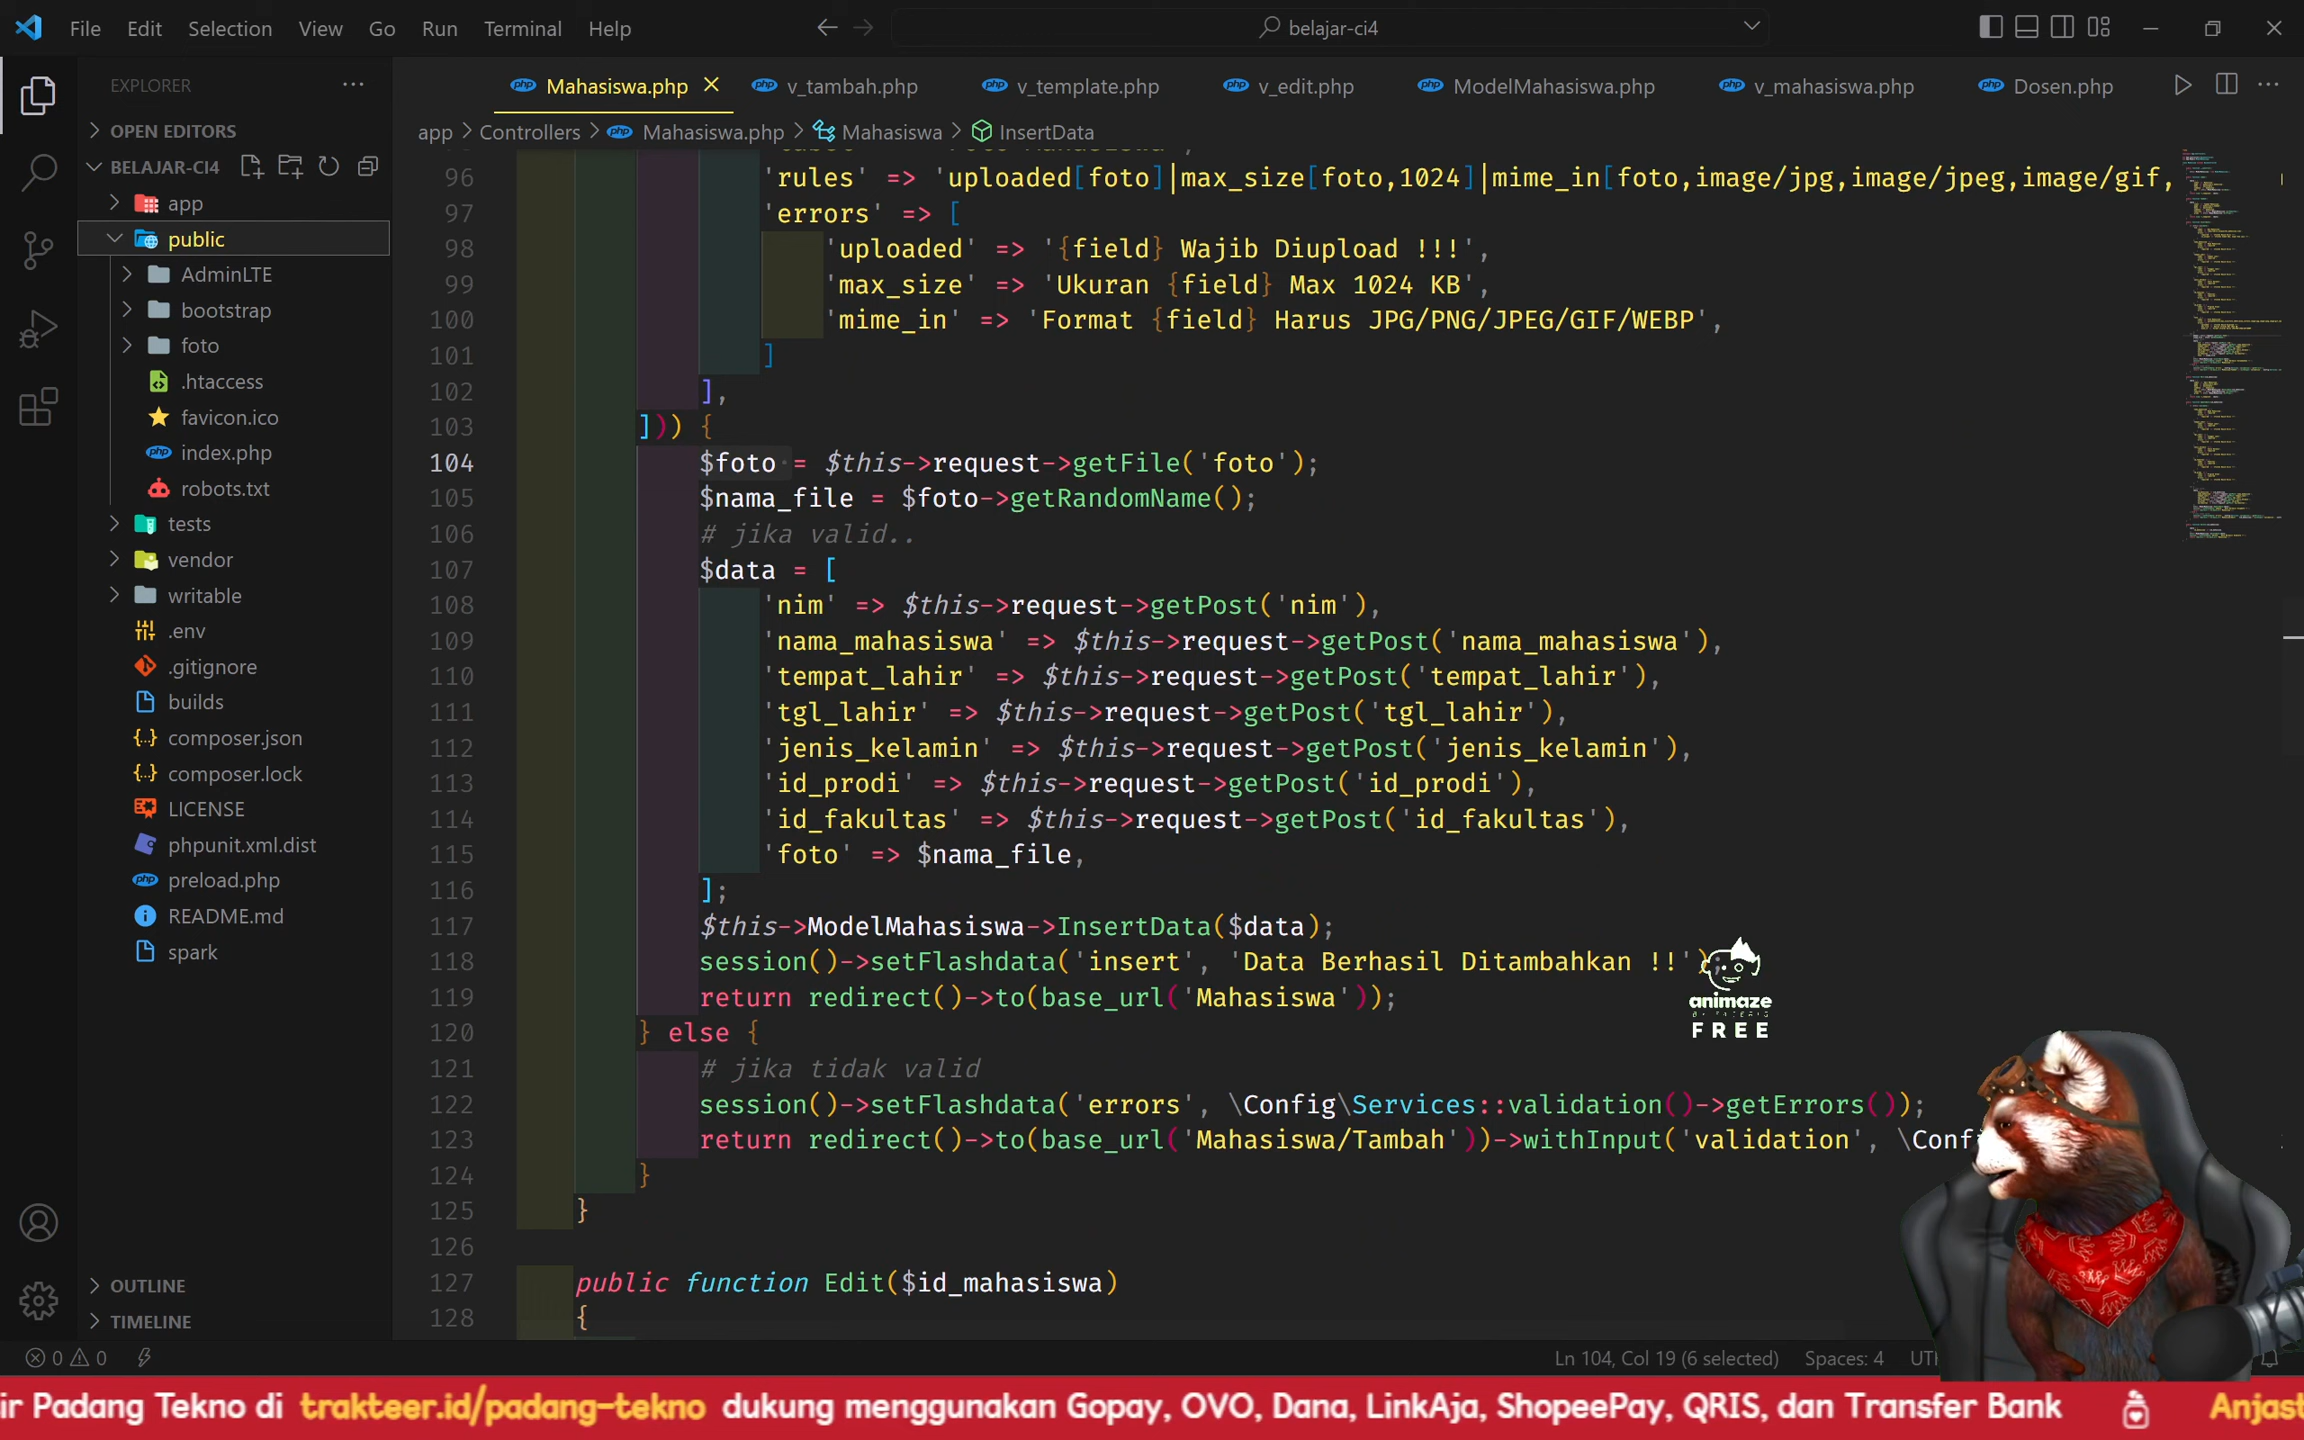 File Edit Selection View Go Run Terminal Help belajar-ci4
EXPLORER
OPEN EDITORS
BELAJAR-CI4
app
public
AdminLTE
bootstrap
foto
.htaccess
favicon.ico
index.php
robots.txt
tests
vendor
writable
.env
.gitignore
builds
composer.json
composer.lock
LICENSE
phpunit.xml.dist
preload.php
README.md
spark
OUTLINE
TIMELINE
Mahasiswa.php v_tambah.php v_template.php v_edit.php ModelMahasiswa.php v_mahasiswa.php Dosen.php
app > Controllers > Mahasiswa.php > Mahasiswa > InsertData
96 'rules' => 'uploaded[foto]|max_size[foto,1024]|mime_in[foto,image/jpg,image/jpeg,image/gif,
97 'errors' => [
98 'uploaded' => '{field} Wajib Diupload !!!',
99 'max_size' => 'Ukuran {field} Max 1024 KB',
100 'mime_in' => 'Format {field} Harus JPG/PNG/JPEG/GIF/WEBP',
101 ]
102 ],
103 ])) {
104 $foto = $this->request->getFile('foto');
105 $nama_file = $foto->getRandomName();
106 # jika valid..
107 $data = [
108 'nim' => $this->request->getPost('nim'),
109 'nama_mahasiswa' => $this->request->getPost('nama_mahasiswa'),
110 'tempat_lahir' => $this->request->getPost('tempat_lahir'),
111 'tgl_lahir' => $this->request->getPost('tgl_lahir'),
112 'jenis_kelamin' => $this->request->getPost('jenis_kelamin'),
113 'id_prodi' => $this->request->getPost('id_prodi'),
114 'id_fakultas' => $this->request->getPost('id_fakultas'),
115 'foto' => $nama_file,
116 ];
117 $this->ModelMahasiswa->InsertData($data);
118 session()->setFlashdata('insert', 'Data Berhasil Ditambahkan !!');
119 return redirect()->to(base_url('Mahasiswa'));
120 } else {
121 # jika tidak valid
122 session()->setFlashdata('errors', \Config\Services::validation()->getErrors());
123 return redirect()->to(base_url('Mahasiswa/Tambah'))->withInput('validation', \Confi
124 }
125 }
126
127 public function Edit($id_mahasiswa)
128 {
animaze
FREE
0 0 Ln 104, Col 19 (6 selected) Spaces: 4 UT
ir Padang Tekno di trakteer.id/padang-tekno dukung menggunakan Gopay, OVO, Dana, LinkAja, ShopeePay, QRIS, dan Transfer Bank Anjast